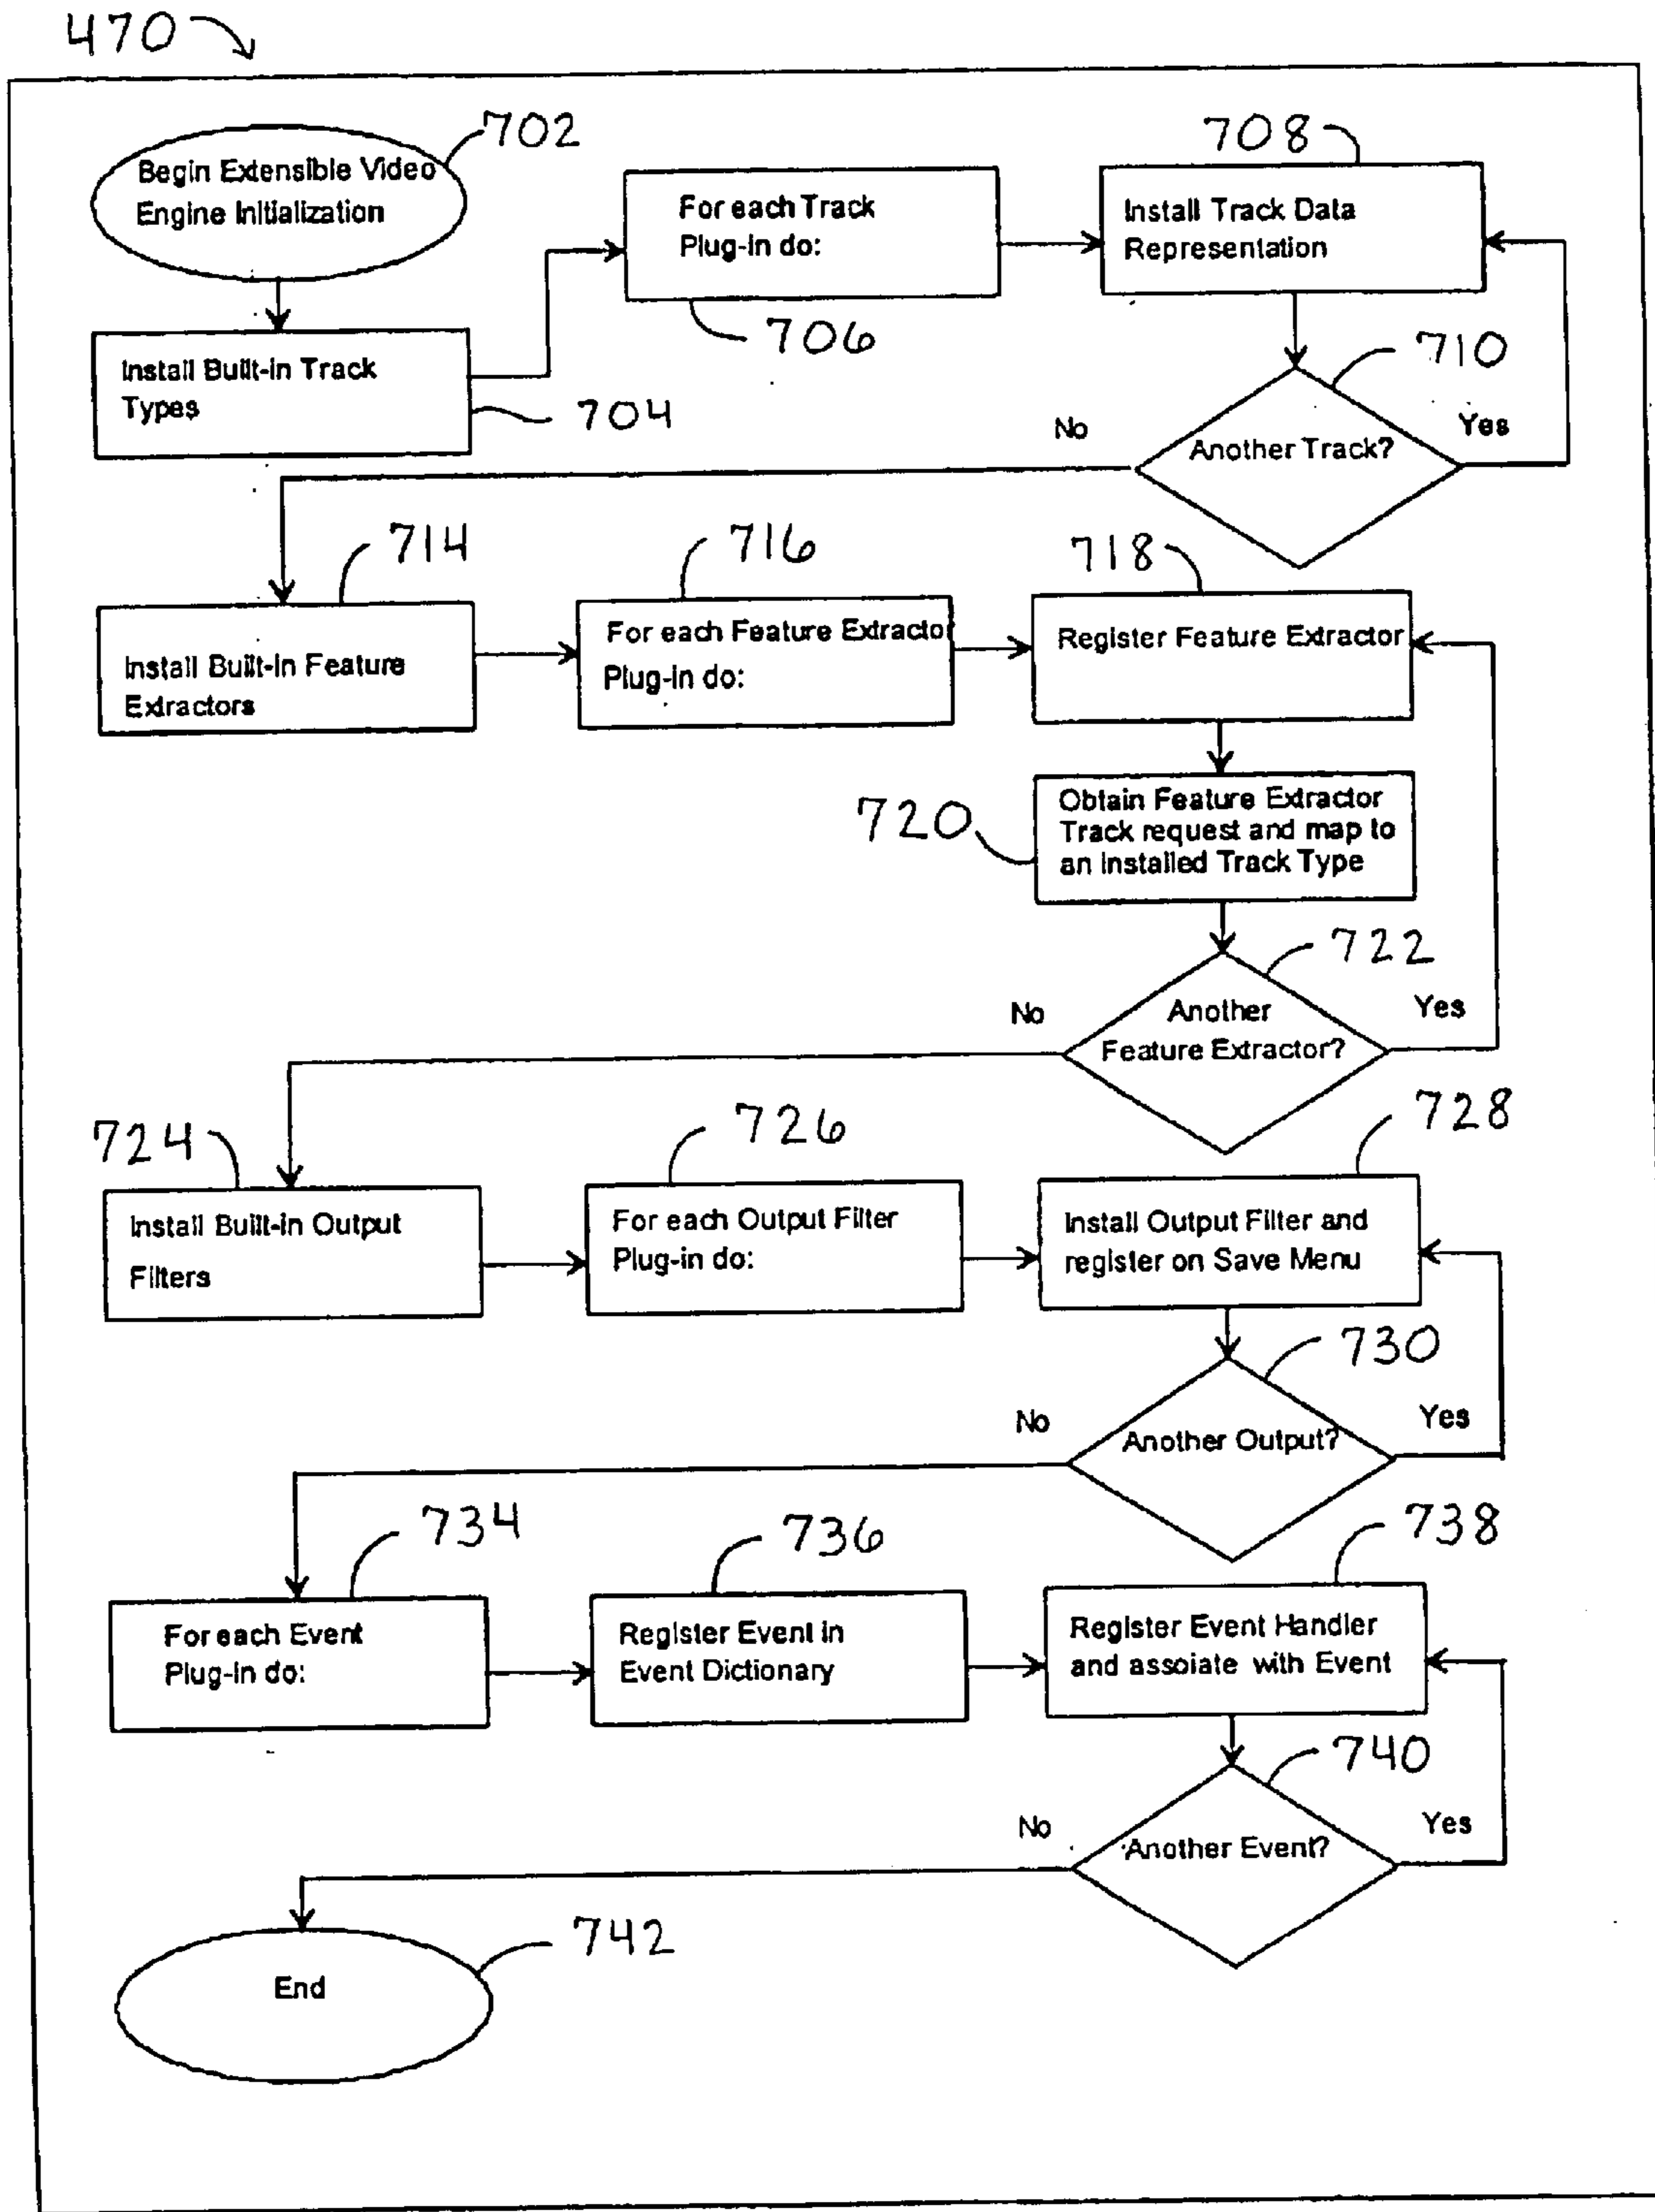 470
702
Begin Extensible Video
Engine Initialization
For each Track
Plug-in do:
706
708
Install Track Data
Representation
Install Built-in Track
Types
704
710
No
Another Track?
Yes
714
Install Built-in Feature
Extractors
716
For each Feature Extractor
Plug-in do:
718
Register Feature Extractor
720
Obtain Feature Extractor
Track request and map to
an installed Track Type
722
No
Another
Feature Extractor?
Yes
724
Install Built-in Output
Filters
726
For each Output Filter
Plug-in do:
728
Install Output Filter and
register on Save Menu
730
No
Another Output?
Yes
734
For each Event
Plug-in do:
736
Register Event in
Event Dictionary
738
Register Event Handler
and assoiate with Event
740
No
Another Event?
Yes
742
End